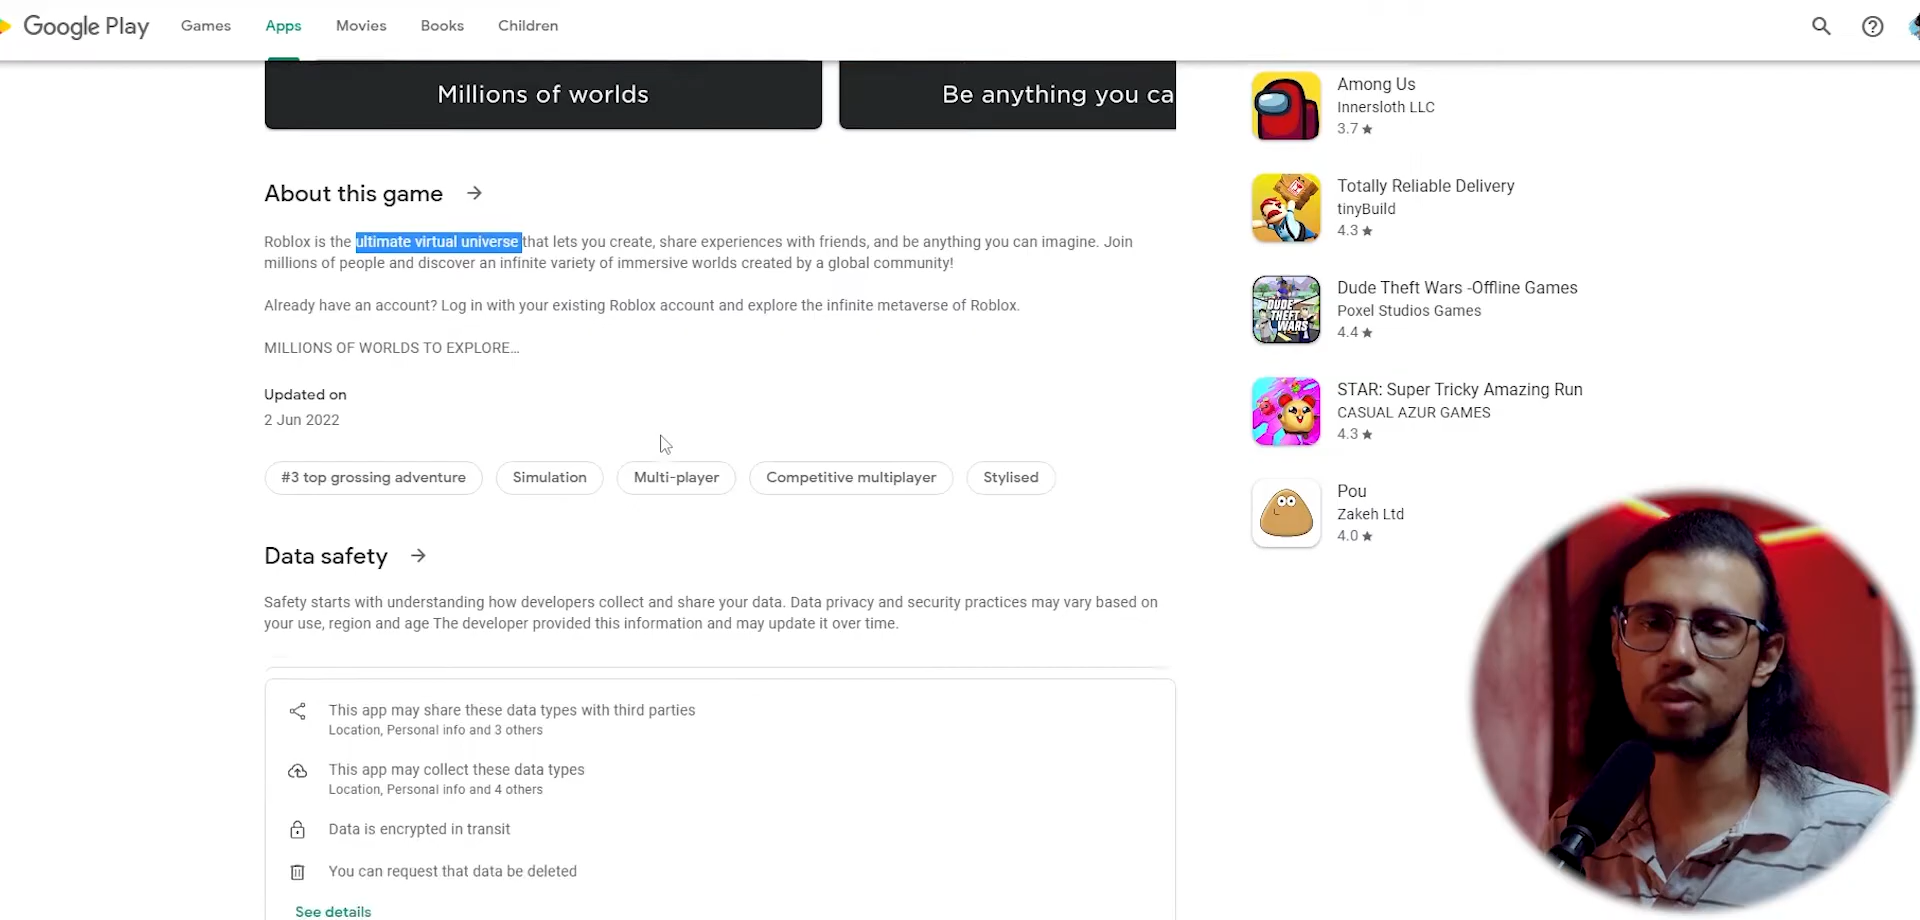 Google Play Games Apps Movies Books Children
Millions of worlds
Be anything you ca
About this game
Roblox is the ultimate virtual universe that lets you create, share experiences with friends, and be anything you can imagine. Join
millions of people and discover an infinite variety of immersive worlds created by a global community!
Already have an account? Log in with your existing Roblox account and explore the infinite metaverse of Roblox.
MILLIONS OF WORLDS TO EXPLORE…
Updated on
2 Jun 2022
#3 top grossing adventure Simulation Multi-player Competitive multiplayer Stylised
Data safety
Safety starts with understanding how developers collect and share your data. Data privacy and security practices may vary based on
your use, region and age The developer provided this information and may update it over time.
This app may share these data types with third parties
Location, Personal info and 3 others
This app may collect these data types
Location, Personal info and 4 others
Data is encrypted in transit
You can request that data be deleted
See details
Among Us
Innersloth LLC
3.7 ★
Totally Reliable Delivery
tinyBuild
4.3 ★
DUDE
THEFT
WARS
Dude Theft Wars -Offline Games
Poxel Studios Games
4.4 ★
STAR: Super Tricky Amazing Run
CASUAL AZUR GAMES
4.3 ★
Pou
Zakeh Ltd
4.0 ★